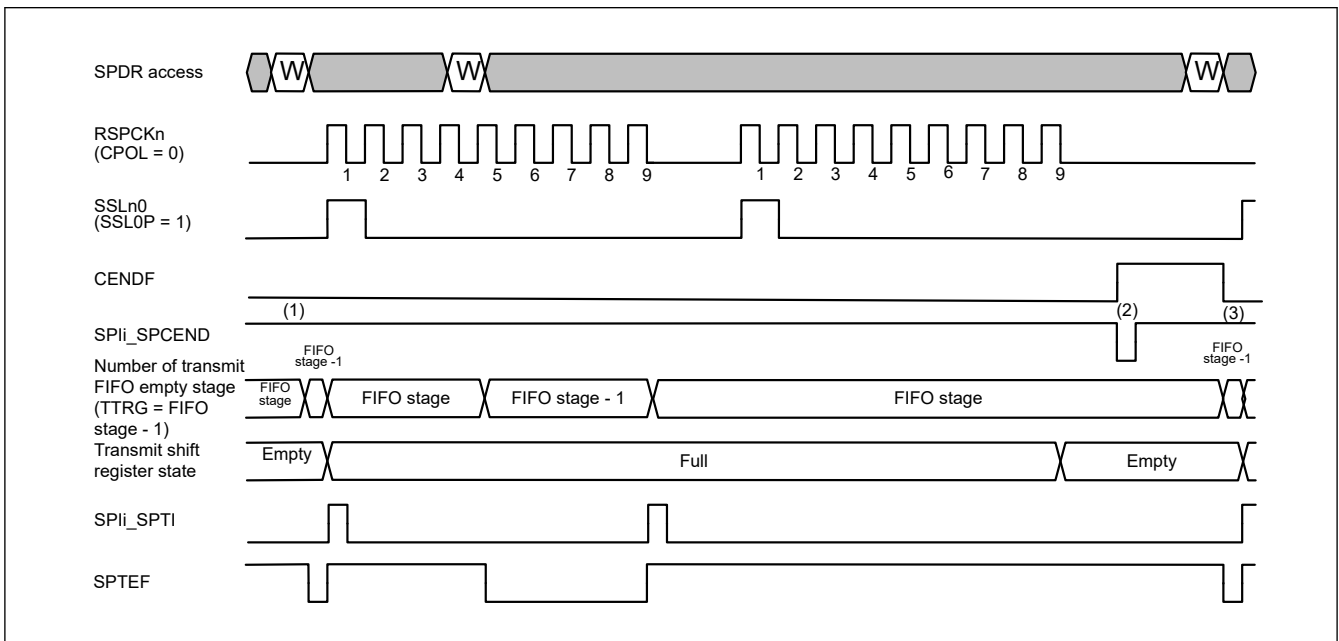 SPDR access
W W W
RSPCKn
(CPOL = 0)
1 2 3 4 5 6 7 8 9 1 2 3 4 5 6 7 8 9
SSLn0
(SSL0P = 1)
CENDF
(1) (2) (3)
SPIi_SPCEND
FIFO
stage -1
FIFO
stage -1
Number of transmit
FIFO empty stage
(TTRG = FIFO
stage - 1)
FIFO
stage
FIFO stage FIFO stage - 1 FIFO stage
Transmit shift
register state
Empty Full Empty
SPIi_SPTI
SPTEF